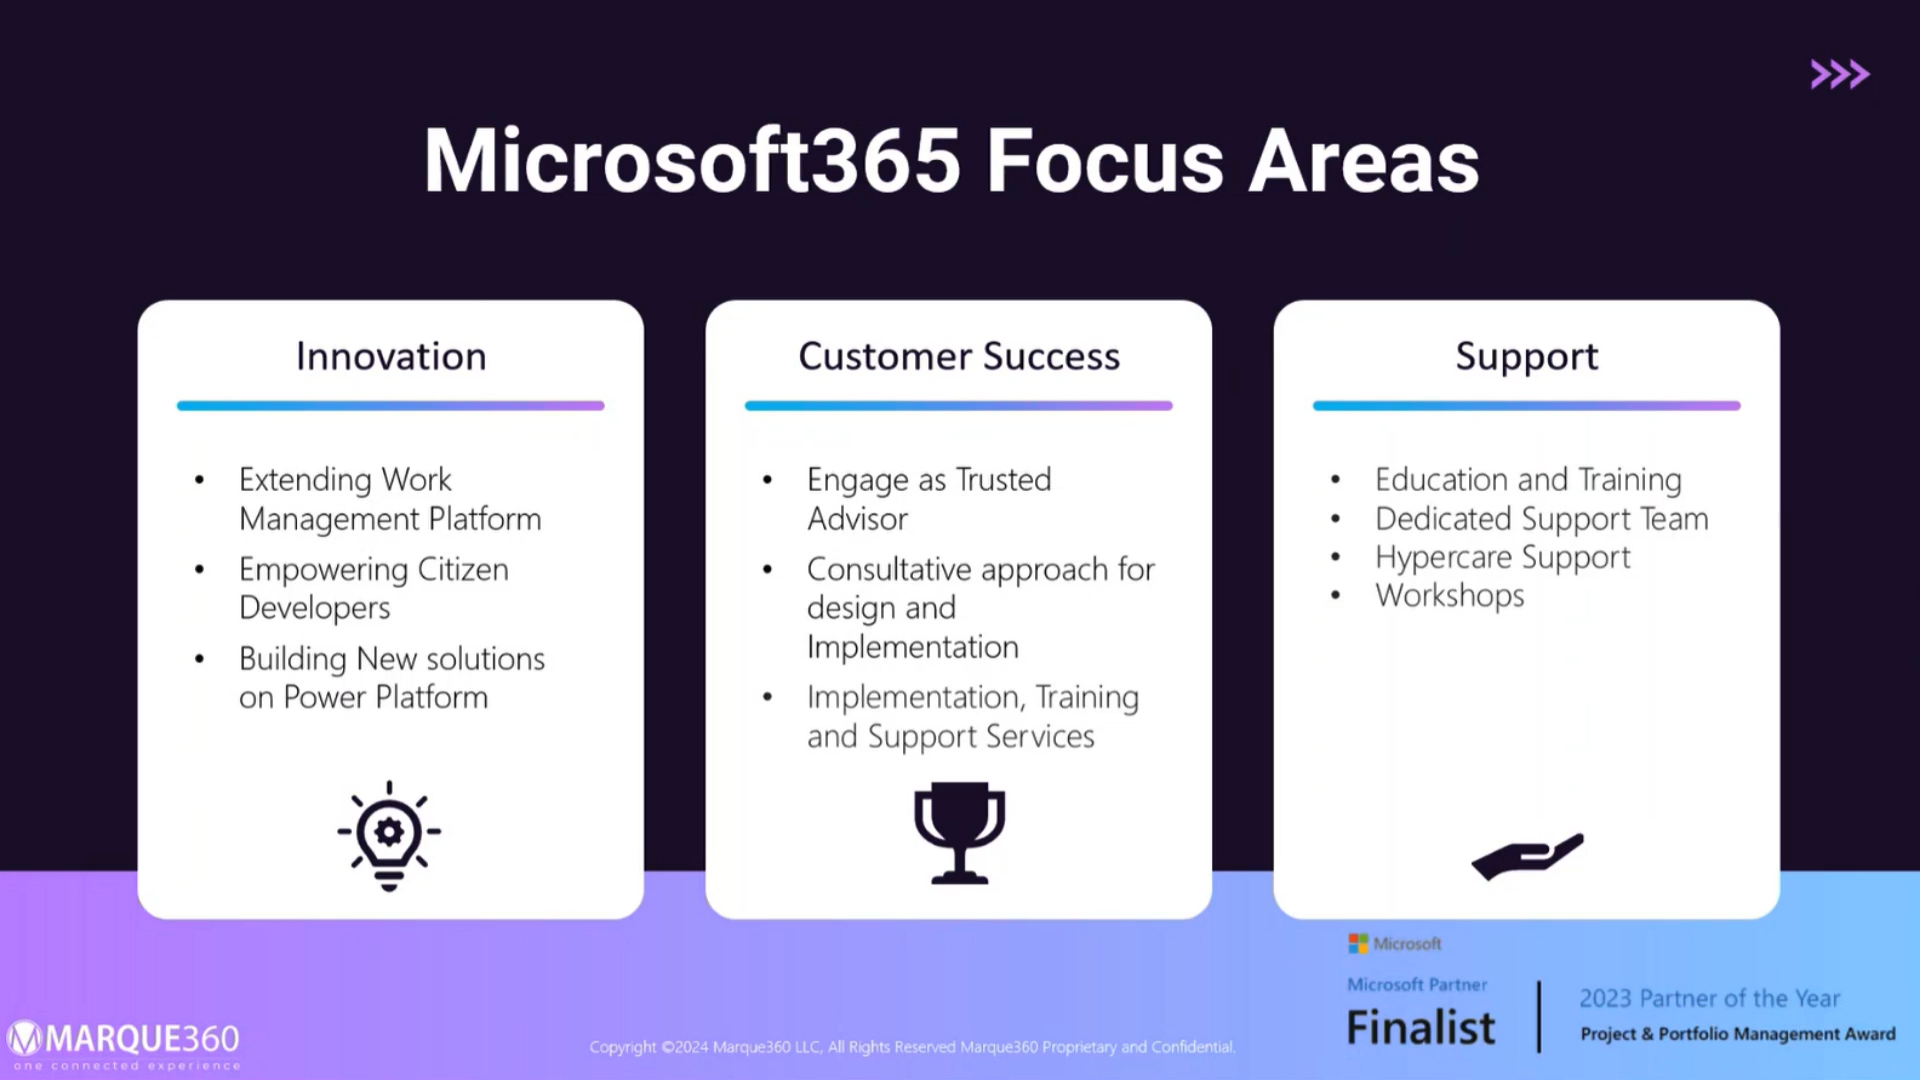 Microsoft365 Focus Areas
Innovation
• Extending Work
Management Platform
• Empowering Citizen
Developers
• Building New solutions
on Power Platform
Customer Success
• Engage as Trusted
Advisor
• Consultative approach for
design and
Implementation
• Implementation, Training
and Support Services
Support
• Education and Training
• Dedicated Support Team
• Hypercare Support
• Workshops
Microsoft
Microsoft Partner
Finalist
2023 Partner of the Year
Project & Portfolio Management Award
MARQUE360
one connected experience
Copyright ©2024 Marque360 LLC, All Rights Reserved Marque360 Proprietary and Confidential.